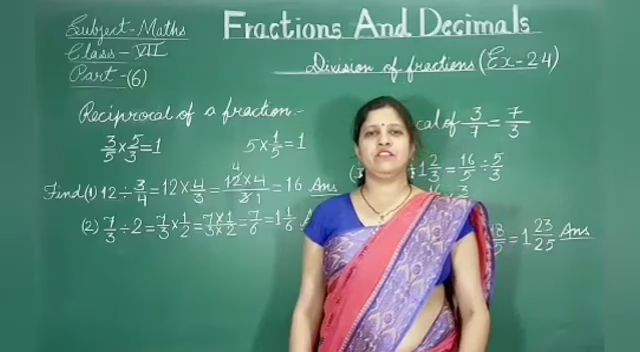 Subject- Maths
Class - VII
Part - (6)
Fractions And Decimals
Division of fractions (Ex-2.4)
Reciprocal of a fraction:-
3/5 × 5/3 = 1
5 × 1/5 = 1
cal of 3/7 = 7/3
Find (1) 12 ÷ 3/4 = 12 × 4/3 = 12 × 4/3 = 16 Ans
4
1
(2) 7/3 ÷ 2 = 7/3 × 1/2 = 7×1/3×2 = 7/6 = 1 1/6
1 2/3 = 16/5 ÷ 5/3
× 3
= 1 23/25 Ans